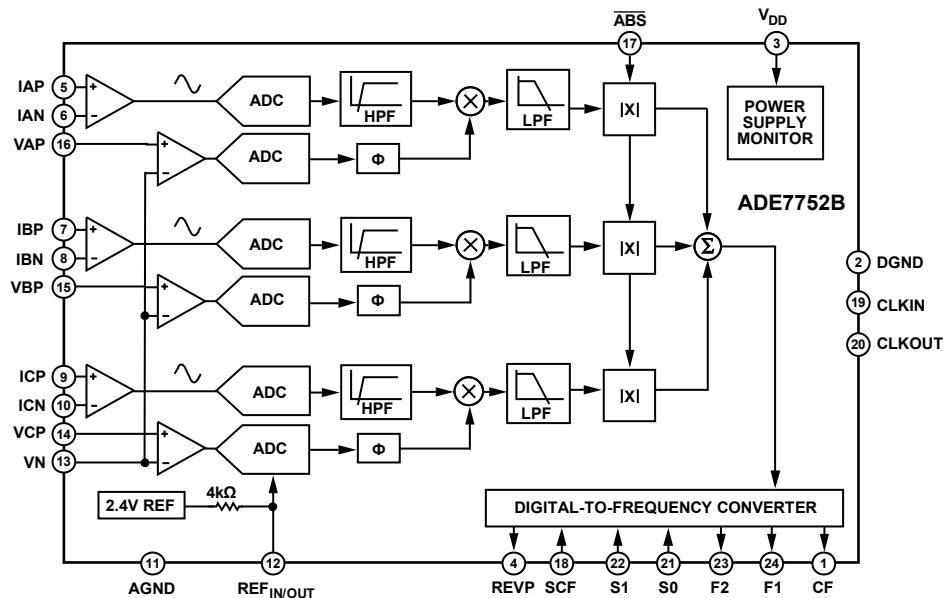 ABS
VDD
17
3
IAP 5
+
ADC
HPF
LPF
|X|
POWER
SUPPLY
MONITOR
IAN 6
−
VAP 16
+
ADC
Φ
−
ADE7752B
IBP 7
+
ADC
HPF
LPF
|X|
Σ
IBN 8
−
2 DGND
VBP 15
+
ADC
Φ
−
19 CLKIN
20 CLKOUT
ICP 9
+
ADC
HPF
LPF
|X|
ICN 10
−
VCP 14
+
ADC
Φ
VN 13
−
2.4V REF
4kΩ
DIGITAL-TO-FREQUENCY CONVERTER
11
12
4
18
22
21
23
24
1
AGND
REFIN/OUT
REVP
SCF
S1
S0
F2
F1
CF